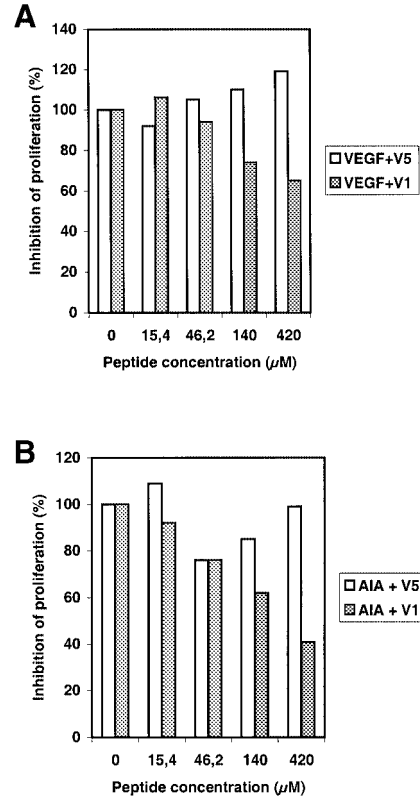 A
Inhibition of proliferation (%)
140
120
100
80
60
40
20
0
0 15,4 46,2 140 420
Peptide concentration (µM)
VEGF+V5
VEGF+V1
B
Inhibition of proliferation (%)
120
100
80
60
40
20
0
0 15,4 46,2 140 420
Peptide concentration (µM)
AIA + V5
AIA + V1